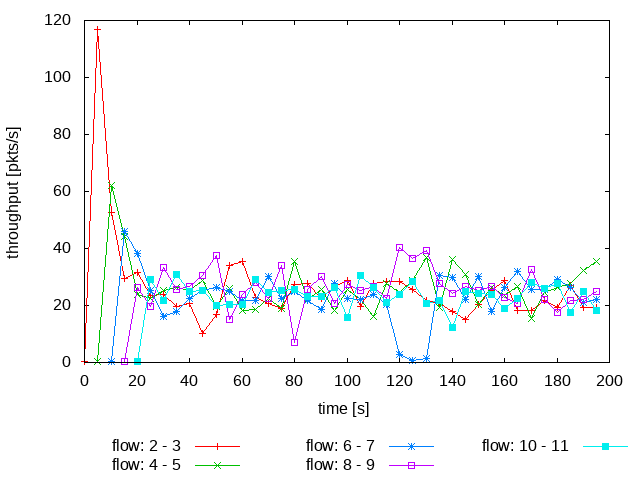 120
100
80
60
40
20
0
throughput [pkts/s]
0 20 40 60 80 100 120 140 160 180 200
time [s]
flow: 2 - 3 flow: 6 - 7 flow: 10 - 11
flow: 4 - 5 flow: 8 - 9